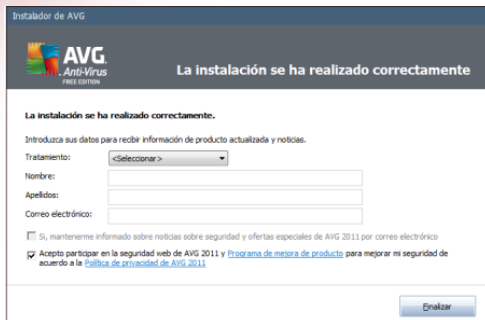 Instalador de AVG
AVG.
Anti-Virus
FREE EDITION
La instalación se ha realizado correctamente
La instalación se ha realizado correctamente.
Introduzca sus datos para recibir información de producto actualizada y noticias.
Tratamiento: <Seleccionar>
Nombre:
Apellidos:
Correo electrónico:
Si, mantenerme informado sobre noticias sobre seguridad y ofertas especiales de AVG 2011 por correo electrónico
Acepto participar en la seguridad web de AVG 2011 y Programa de mejora de producto para mejorar mi seguridad de
acuerdo a la Política de privacidad de AVG 2011
Finalizar